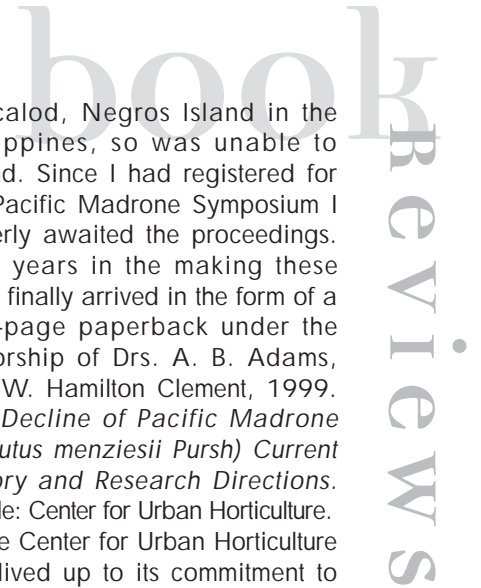 book
Reviews
calod, Negros Island in the
ppines, so was unable to
d. Since I had registered for
Pacific Madrone Symposium I
erly awaited the proceedings.
years in the making these
finally arrived in the form of a
-page paperback under the
orship of Drs. A. B. Adams,
W. Hamilton Clement, 1999.
Decline of Pacific Madrone
utus menziesii Pursh) Current
ory and Research Directions.
le: Center for Urban Horticulture.
e Center for Urban Horticulture
lived up to its commitment to